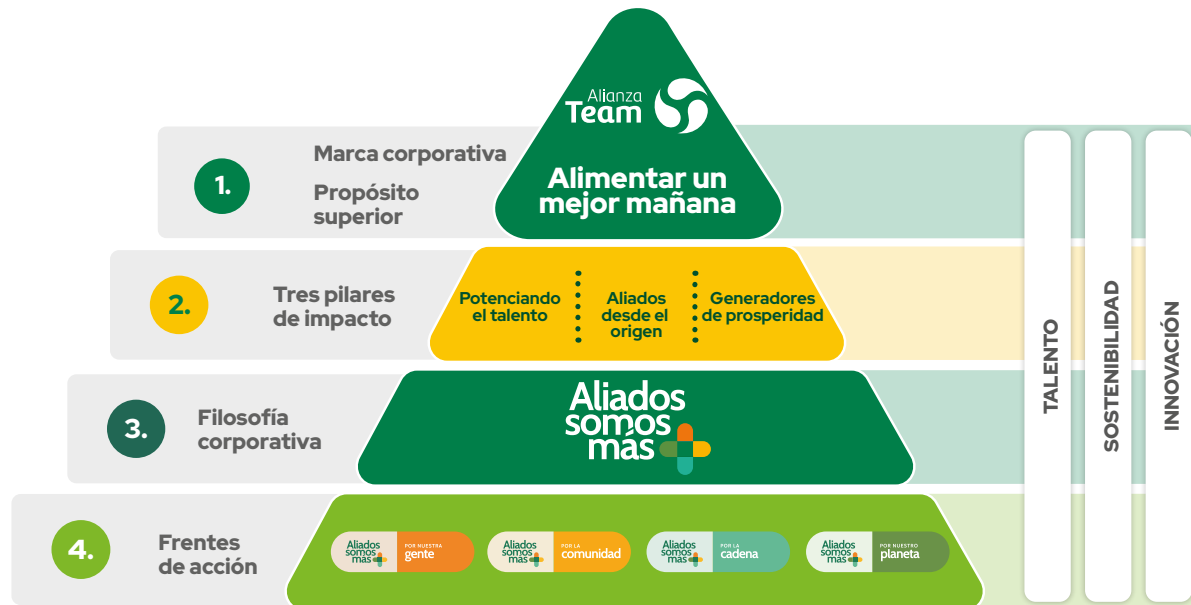 Alianza
Team
Alimentar un
mejor mañana
1.
Marca corporativa
Propósito
superior
2.
Tres pilares
de impacto
Potenciando
el talento
Aliados
desde el
origen
Generadores
de prosperidad
3.
Filosofía
corporativa
Aliados
somos
más
4.
Frentes
de acción
Aliados
somos
más
POR NUESTRA
gente
Aliados
somos
más
POR LA
comunidad
Aliados
somos
más
POR LA
cadena
Aliados
somos
más
POR NUESTRO
planeta
TALENTO
SOSTENIBILIDAD
INNOVACIÓN